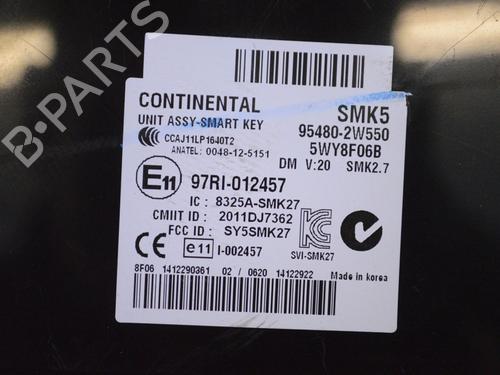 B-PARTS
CONTINENTAL SMK5
UNIT ASSY-SMART KEY 95480-2W550
CCAJ11LP1640T2 5WY8F06B
ANATEL : 0048-12-5151 DM V:20 SMK2.7
E11 97RI-012457
IC : 8325A-SMK27
CMIIT ID : 2011DJ7362
FCC ID : SY5SMK27
CE e11 I-002457 SVI-SMK27
8F06 1412290361 02 / 0620 14122922 Made in korea